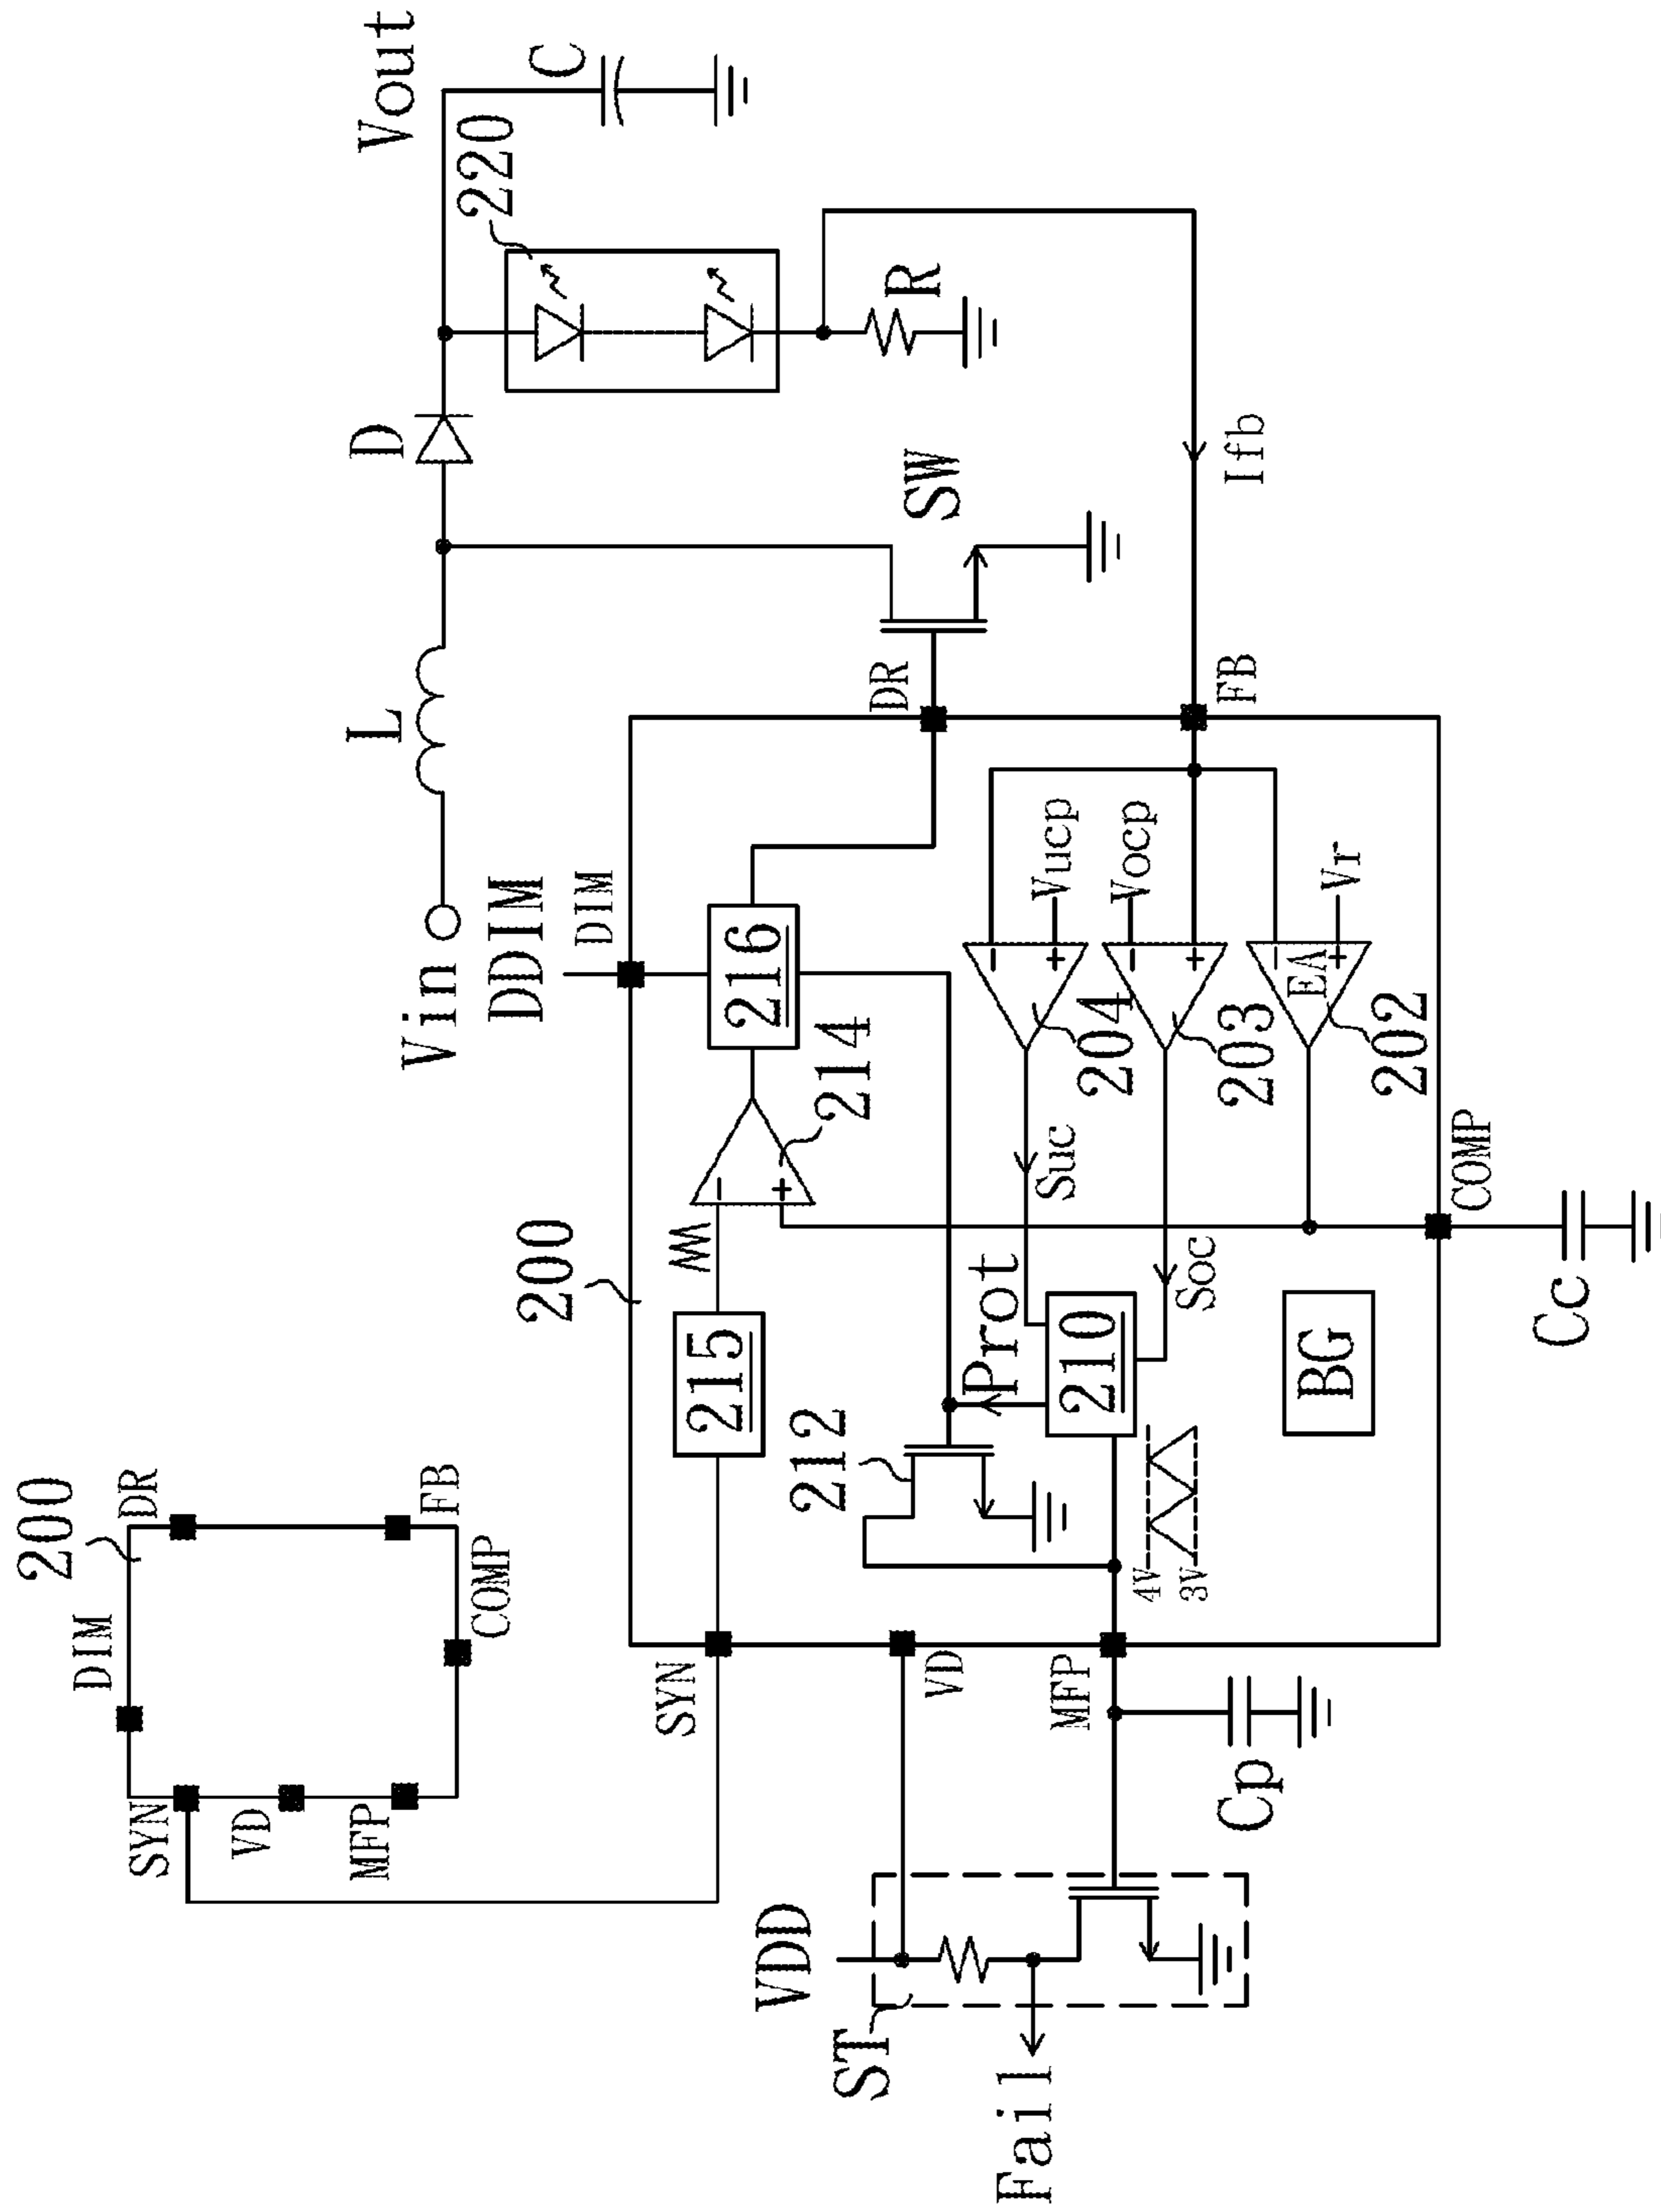 200
DIM
DR
SYN
VD
MFP
FB
COMP
Vin
L
D
Vout
C
220
R
SW
DDIM
DIM
200
215
214
216
DR
SYN
VD
MFP
212
Prot
210
Suc
Soc
204
203
202
Vucp
Vocp
EA
Vr
FB
Ifb
4V
3V
BG
COMP
Cc
VDD
ST
Fail
Cp